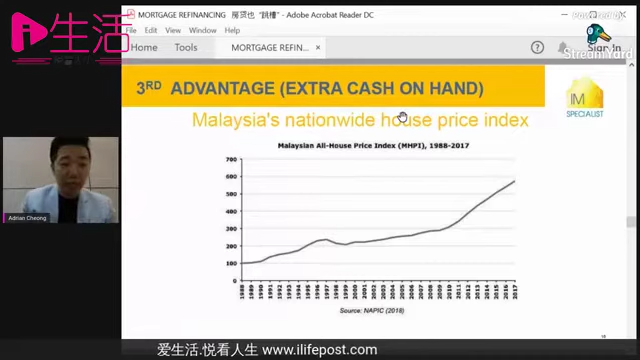 MORTGAGE REFINANCING 房贷也 "跳槽" - Adobe Acrobat Reader DC
Powered by
i生活
File Edit View Window Help
Home Tools MORTGAGE REFIN... × Sign In
StreamYard
3RD ADVANTAGE (EXTRA CASH ON HAND)
Malaysia's nationwide house price index
IM
SPECIALIST
Malaysian All-House Price Index (MHPI), 1988-2017
700
600
500
400
300
200
100
0
1988 1989 1990 1991 1992 1993 1994 1995 1996 1997 1998 1999 2000 2001 2002 2003 2004 2005 2006 2007 2008 2009 2010 2011 2012 2013 2014 2015 2016 2017
Source: NAPIC (2018)
Adrian Cheong
爱生活.悦看人生 www.ilifepost.com